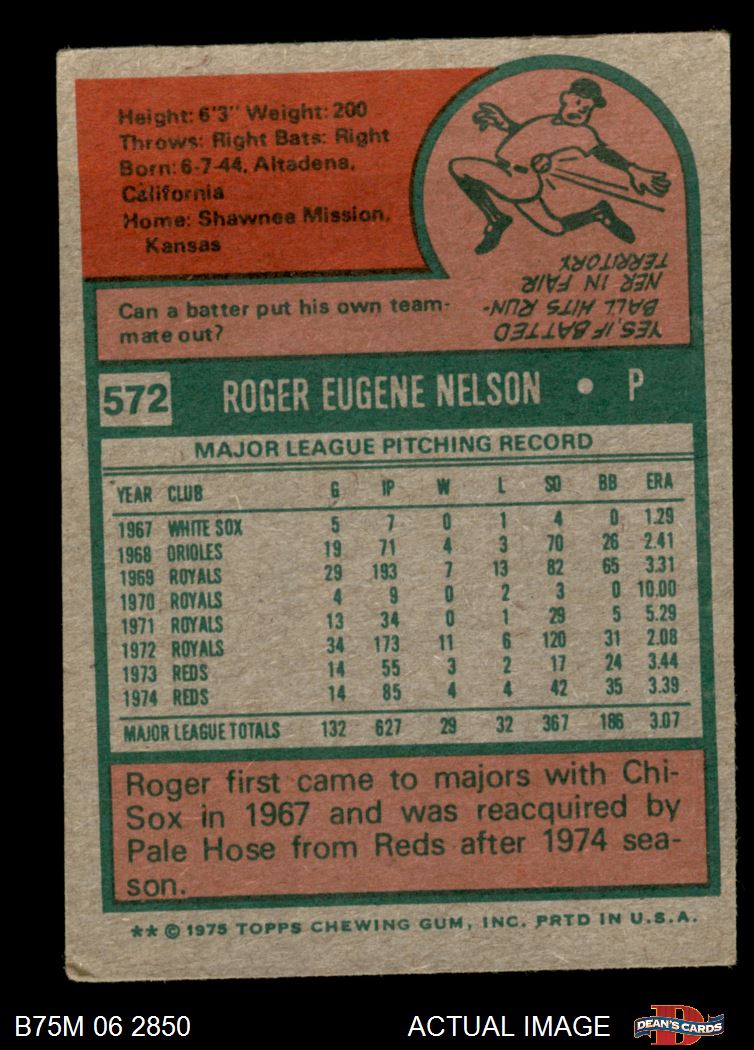 Height: 6'3" Weight: 200
Throws: Right Bats: Right
Born: 6-7-44, Altadena,
California
Home: Shawnee Mission,
Kansas
Can a batter put his own team-
mate out?
YES, IF BATTED
BALL HITS RUN-
NER IN FAIR
TERRITORY
572 ROGER EUGENE NELSON • P
MAJOR LEAGUE PITCHING RECORD
YEAR CLUB G IP W L SO BB ERA
1967 WHITE SOX 5 7 0 1 4 0 1.29
1968 ORIOLES 19 71 4 3 70 26 2.41
1969 ROYALS 29 193 7 13 82 65 3.31
1970 ROYALS 4 9 0 2 3 0 10.00
1971 ROYALS 13 34 0 1 29 5 5.29
1972 ROYALS 34 173 11 6 120 31 2.08
1973 REDS 14 55 3 2 17 24 3.44
1974 REDS 14 85 4 4 42 35 3.39
MAJOR LEAGUE TOTALS 132 627 29 32 367 186 3.07
Roger first came to majors with Chi-
Sox in 1967 and was reacquired by
Pale Hose from Reds after 1974 sea-
son.
** © 1975 TOPPS CHEWING GUM, INC. PRTD IN U.S.A.
B75M 06 2850 ACTUAL IMAGE D DEAN'S CARDS